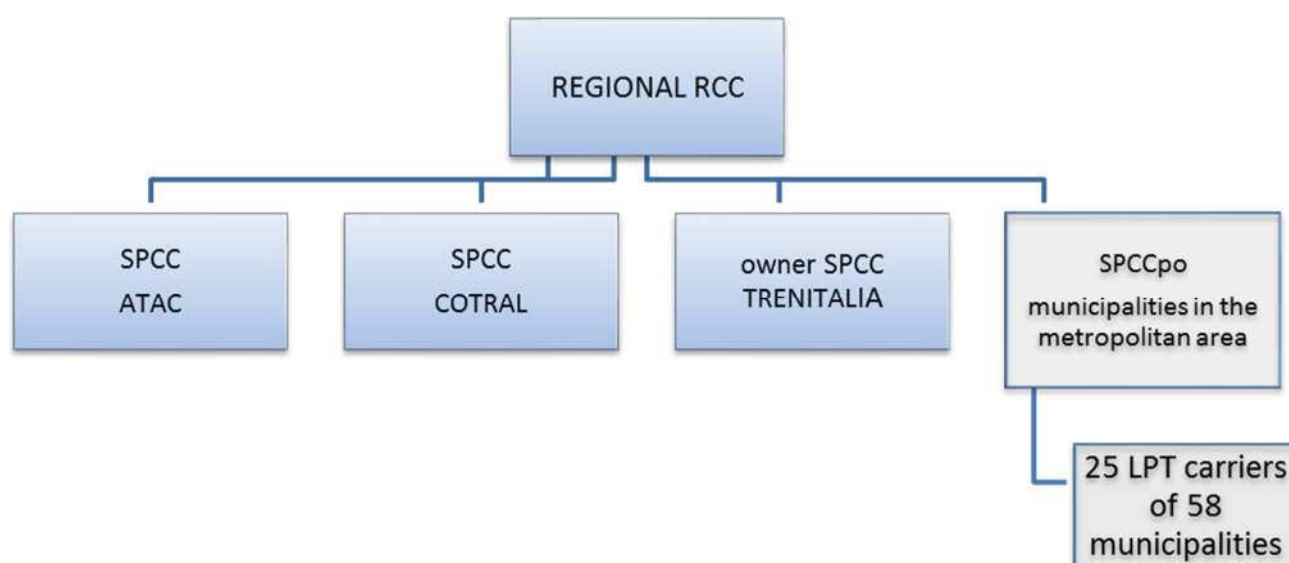 REGIONAL RCC
SPCC
ATAC
SPCC
COTRAL
owner SPCC
TRENITALIA
SPCCpo
municipalities in the
metropolitan area
25 LPT carriers
of 58
municipalities